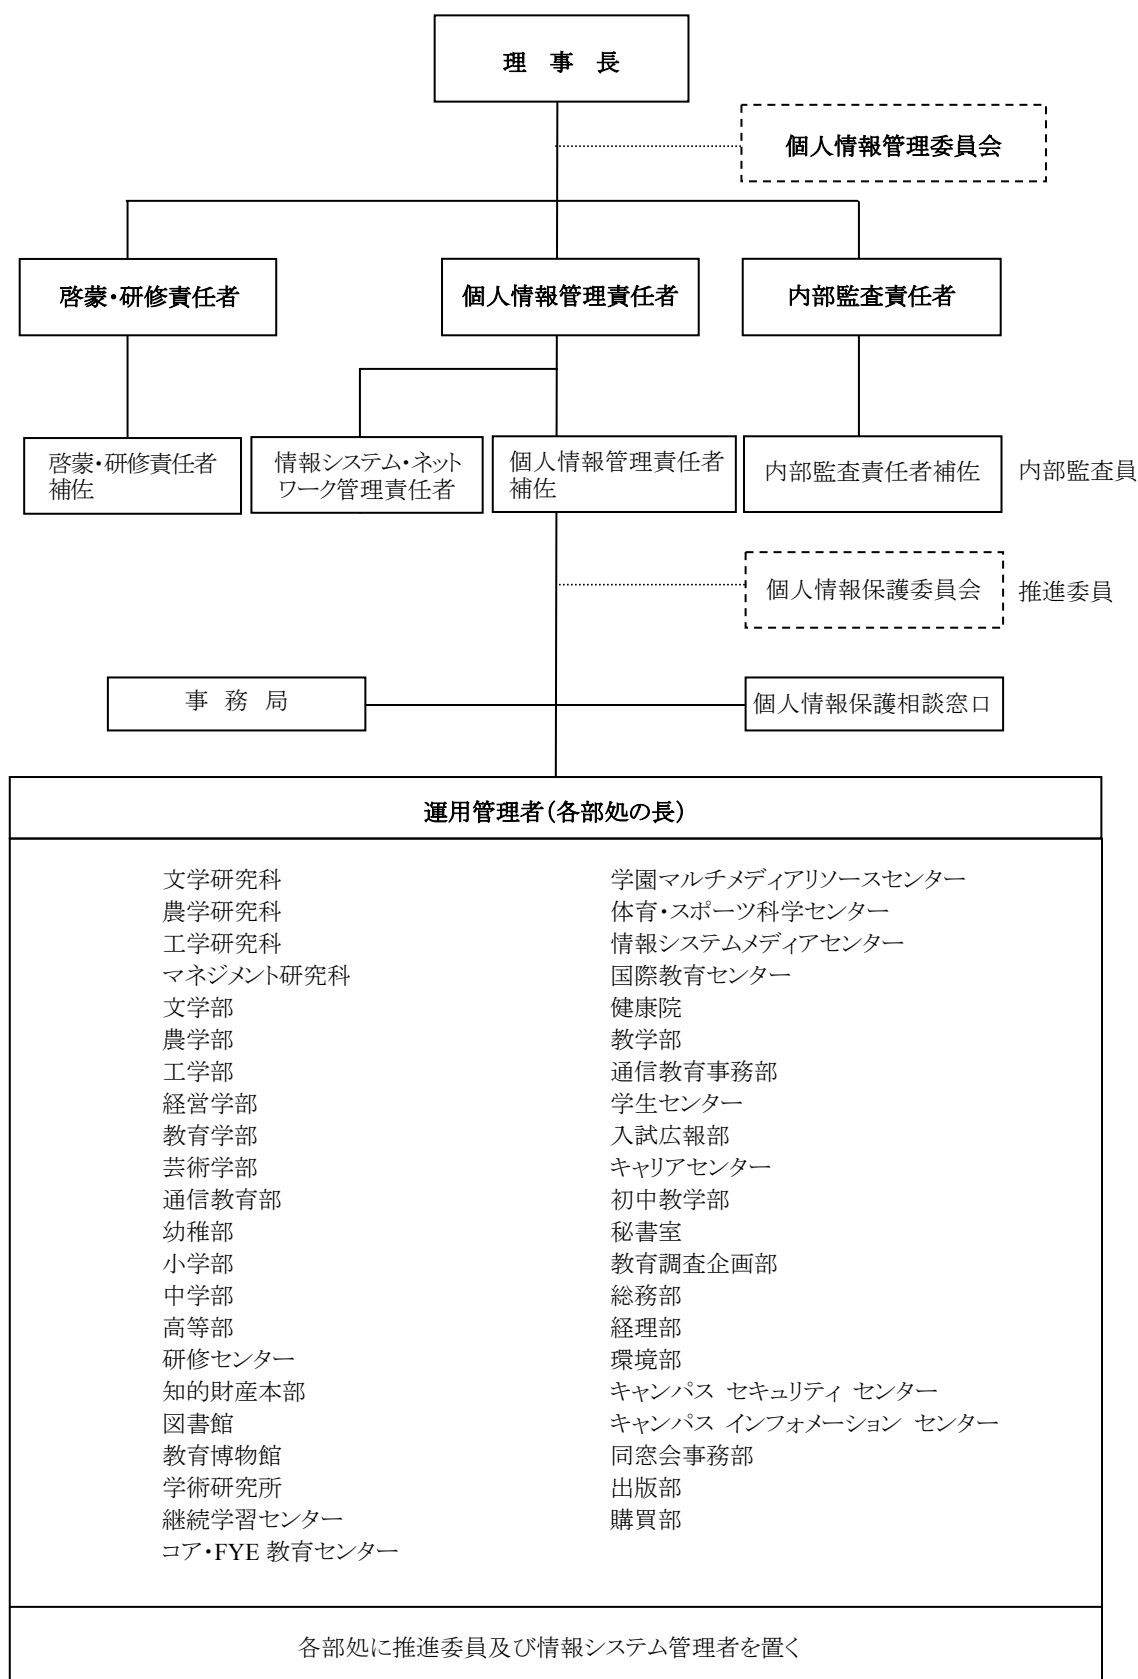 理 事 長
個人情報管理委員会
啓蒙・研修責任者
個人情報管理責任者
内部監査責任者
啓蒙・研修責任者
補佐
情報システム・ネット
ワーク管理責任者
個人情報管理責任者
補佐
内部監査責任者補佐
内部監査員
個人情報保護委員会
推進委員
事 務 局
個人情報保護相談窓口
運用管理者(各部処の長)
文学研究科
農学研究科
工学研究科
マネジメント研究科
文学部
農学部
工学部
経営学部
教育学部
芸術学部
通信教育部
幼稚部
小学部
中学部
高等部
研修センター
知的財産本部
図書館
教育博物館
学術研究所
継続学習センター
コア・FYE 教育センター
学園マルチメディアリソースセンター
体育・スポーツ科学センター
情報システムメディアセンター
国際教育センター
健康院
教学部
通信教育事務部
学生センター
入試広報部
キャリアセンター
初中教学部
秘書室
教育調査企画部
総務部
経理部
環境部
キャンパス セキュリティ センター
キャンパス インフォメーション センター
同窓会事務部
出版部
購買部
各部処に推進委員及び情報システム管理者を置く